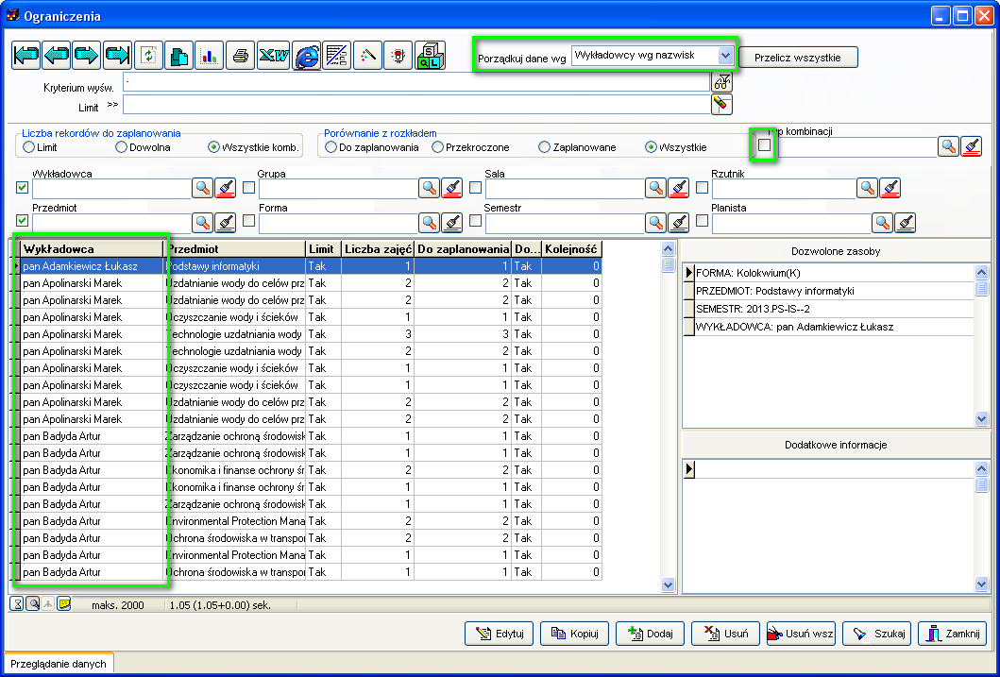 Ograniczenia
Porządkuj dane wg Wykładowcy wg nazwisk Przelicz wszystkie
Kryterium wyśw.
Limit >>
Liczba rekordów do zaplanowania Porównanie z rozkładem Typ kombinacji
Limit Dowolna Wszystkie komb. Do zaplanowania Przekroczone Zaplanowane Wszystkie
Wykładowca Grupa Sala Rzutnik
Przedmiot Forma Semestr Planista
Wykładowca Przedmiot Limit Liczba zajęć Do zaplanowania Do... Kolejność
pan Adamkiewicz Łukasz Podstawy informatyki Tak 1 1 Tak 0
pan Apolinarski Marek Uzdatnianie wody do celów prz Tak 2 2 Tak 0
pan Apolinarski Marek Uzdatnianie wody do celów prz Tak 2 2 Tak 0
pan Apolinarski Marek Oczyszczanie wody i ścieków Tak 1 1 Tak 0
pan Apolinarski Marek Technologie uzdatniania wody Tak 3 3 Tak 0
pan Apolinarski Marek Technologie uzdatniania wody Tak 2 2 Tak 0
pan Apolinarski Marek Oczyszczanie wody i ścieków Tak 1 1 Tak 0
pan Apolinarski Marek Oczyszczanie wody i ścieków Tak 1 1 Tak 0
pan Apolinarski Marek Uzdatnianie wody do celów prz Tak 2 2 Tak 0
pan Apolinarski Marek Uzdatnianie wody do celów prz Tak 2 2 Tak 0
pan Badyda Artur Zarządzanie ochroną środowisk Tak 1 1 Tak 0
pan Badyda Artur Zarządzanie ochroną środowisk Tak 1 1 Tak 0
pan Badyda Artur Ekonomika i finanse ochrony śr Tak 2 2 Tak 0
pan Badyda Artur Ekonomika i finanse ochrony śr Tak 1 1 Tak 0
pan Badyda Artur Zarządzanie ochroną środowisk Tak 1 1 Tak 0
pan Badyda Artur Environmental Protection Mana Tak 2 2 Tak 0
pan Badyda Artur Ochrona środowiska w transpo Tak 2 2 Tak 0
pan Badyda Artur Environmental Protection Mana Tak 1 1 Tak 0
pan Badyda Artur Ochrona środowiska w transpo Tak 1 1 Tak 0
Dozwolone zasoby
FORMA: Kolokwium(K)
PRZEDMIOT: Podstawy informatyki
SEMESTR: 2013.PS-IS--2
WYKŁADOWCA: pan Adamkiewicz Łukasz
Dodatkowe informacje
maks. 2000 1.05 (1.05+0.00) sek.
Edytuj Kopiuj Dodaj Usuń Usuń wsz Szukaj Zamknij
Przeglądanie danych